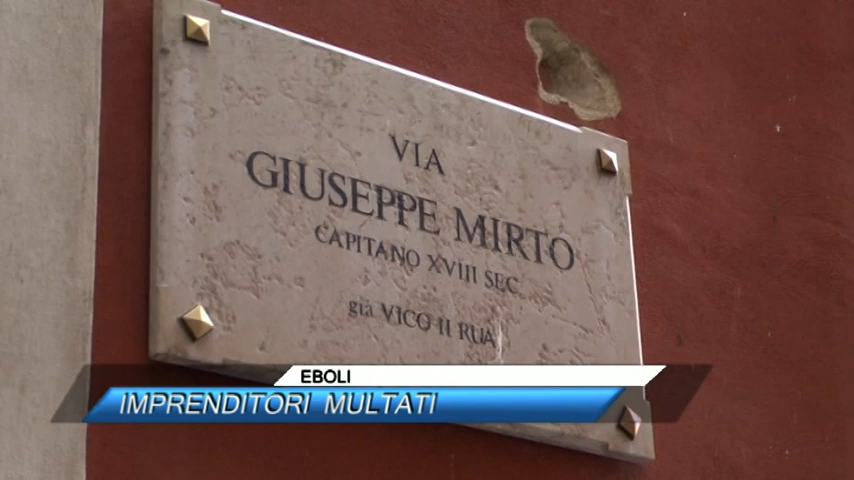 VIA
GIUSEPPE MIRTO
CAPITANO XVIII SEC.
già VICO II RUA
EBOLI
IMPRENDITORI MULTATI